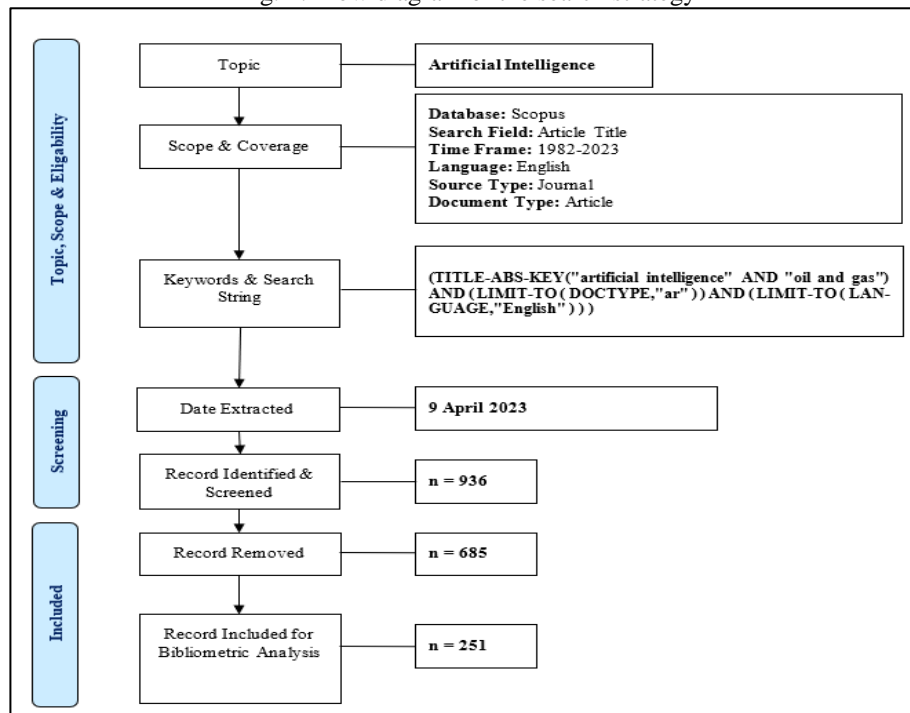 Topic, Scope & Eligability
Topic
Artificial Intelligence
Scope & Coverage
Database: Scopus
Search Field: Article Title
Time Frame: 1982-2023
Language: English
Source Type: Journal
Document Type: Article
Keywords & Search
String
(TITLE-ABS-KEY("artificial intelligence" AND "oil and gas")
AND (LIMIT-TO ( DOCTYPE,"ar" ) ) AND (LIMIT-TO ( LAN-
GUAGE,"English" ) ) )
Screening
Date Extracted
9 April 2023
Record Identified &
Screened
n = 936
Included
Record Removed
n = 685
Record Included for
Bibliometric Analysis
n = 251